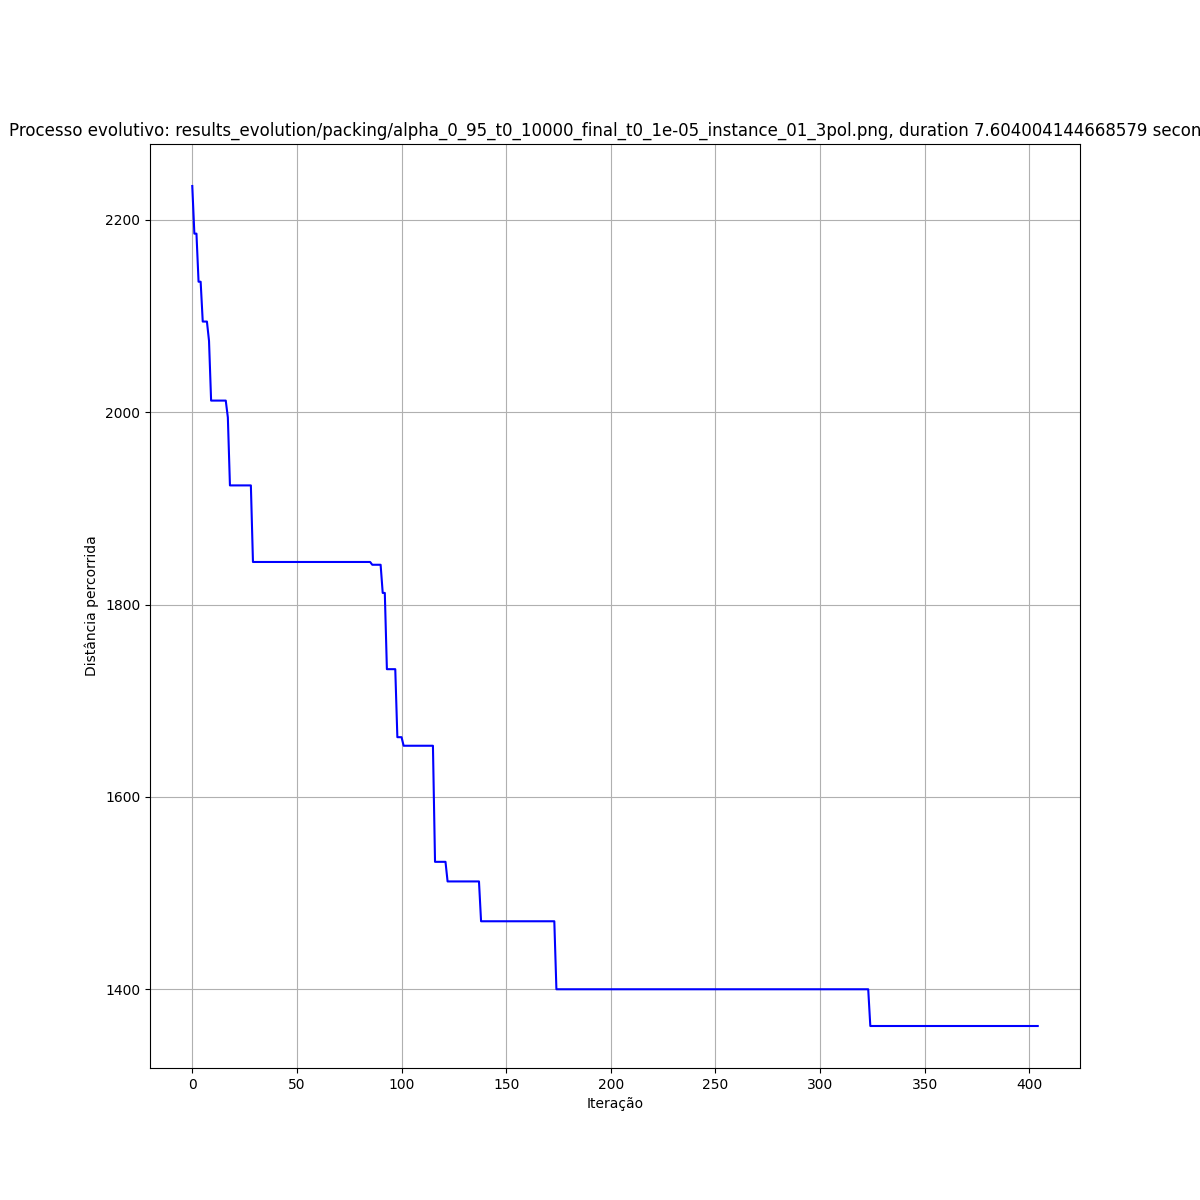 Processo evolutivo: results_evolution/packing/alpha_0_95_t0_10000_final_t0_1e-05_instance_01_3pol.png, duration 7.604004144668579 secon
2200
2000
1800
1600
1400
Distância percorrida
0 50 100 150 200 250 300 350 400
Iteração